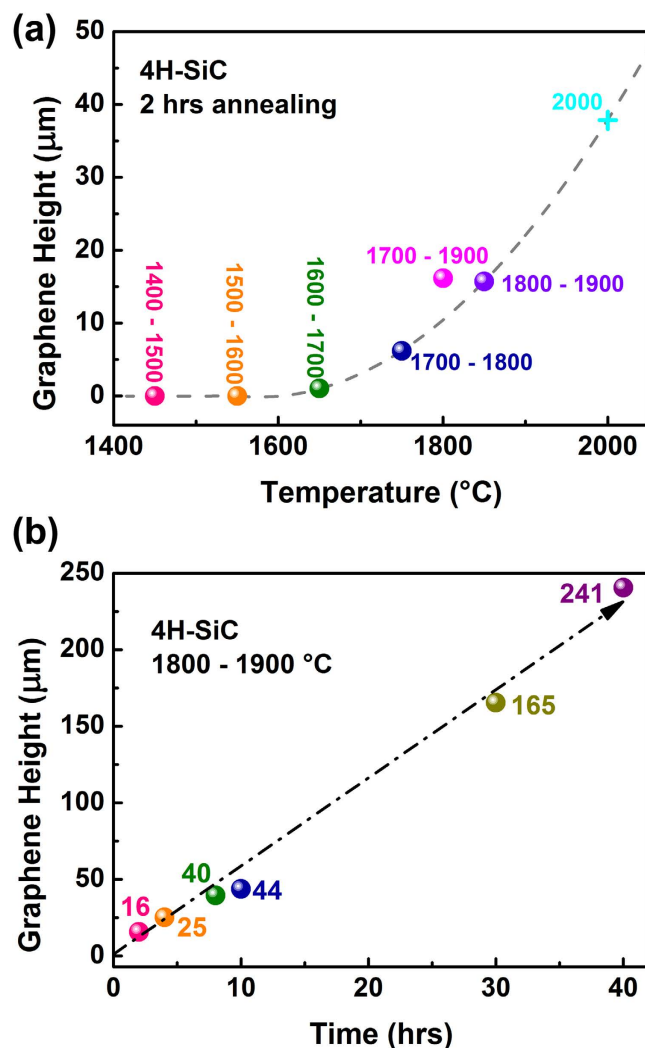 (a)
50
40
30
20
10
0
Graphene Height (μm)
4H-SiC
2 hrs annealing
2000
1700 - 1900
1800 - 1900
1700 - 1800
1400 - 1500
1500 - 1600
1600 - 1700
1400
1600
1800
2000
Temperature (°C)
(b)
250
200
150
100
50
0
Graphene Height (μm)
4H-SiC
1800 - 1900 °C
241
165
40
44
16
25
0
10
20
30
40
Time (hrs)